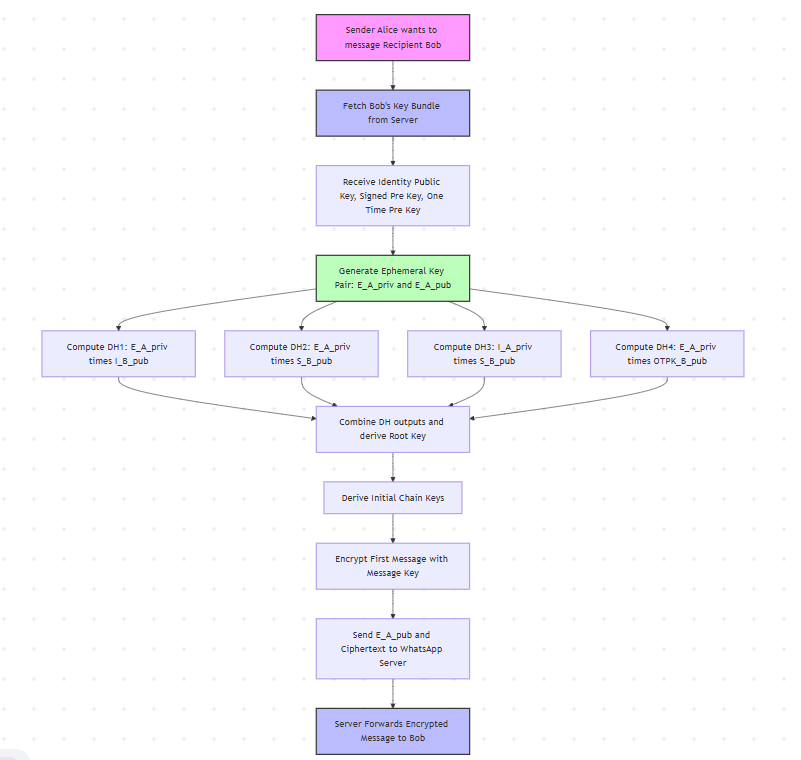 Sender Alice wants to
message Recipient Bob
Fetch Bob's Key Bundle
from Server
Receive Identity Public
Key, Signed Pre Key, One
Time Pre Key
Generate Ephemeral Key
Pair: E_A_priv and E_A_pub
Compute DH1: E_A_priv
times I_B_pub
Compute DH2: E_A_priv
times S_B_pub
Compute DH3: I_A_priv
times S_B_pub
Compute DH4: E_A_priv
times OTPK_B_pub
Combine DH outputs and
derive Root Key
Derive Initial Chain Keys
Encrypt First Message with
Message Key
Send E_A_pub and
Ciphertext to WhatsApp
Server
Server Forwards Encrypted
Message to Bob